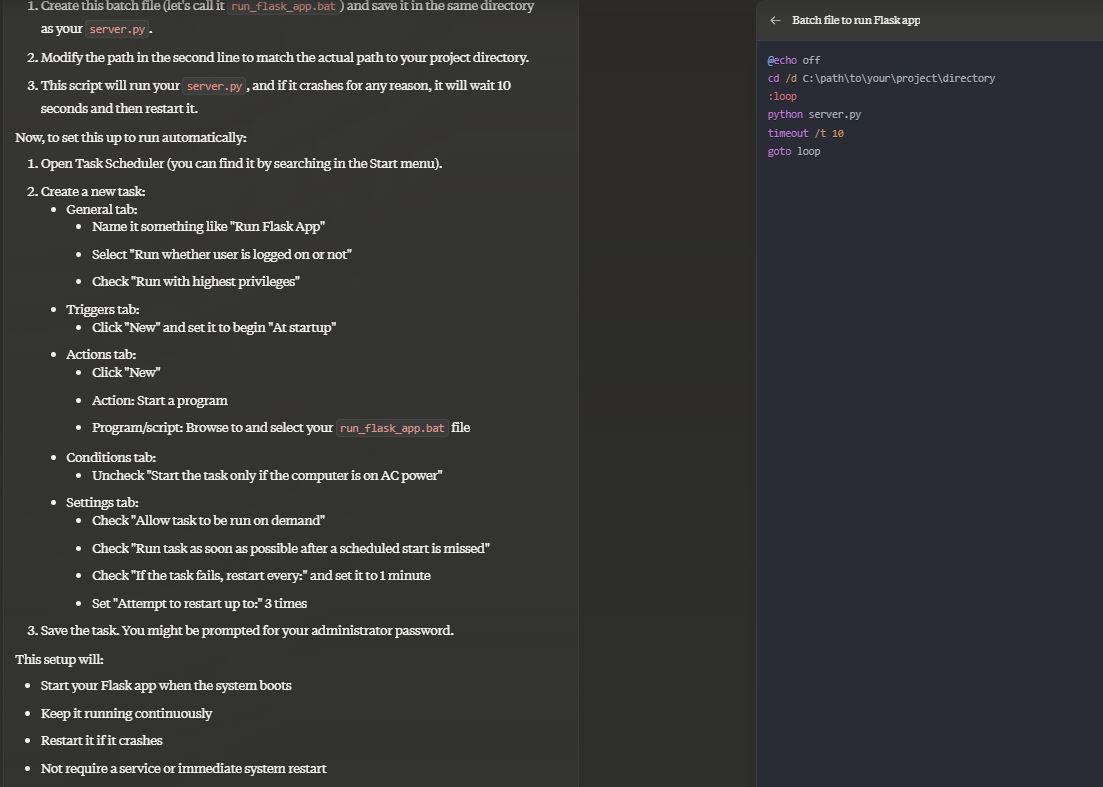 1. Create this batch file (let's call it run_flask_app.bat ) and save it in the same directory
as your server.py .
2. Modify the path in the second line to match the actual path to your project directory.
3. This script will run your server.py , and if it crashes for any reason, it will wait 10
seconds and then restart it.
Now, to set this up to run automatically:
1. Open Task Scheduler (you can find it by searching in the Start menu).
2. Create a new task:
• General tab:
• Name it something like "Run Flask App"
• Select "Run whether user is logged on or not"
• Check "Run with highest privileges"
• Triggers tab:
• Click "New" and set it to begin "At startup"
• Actions tab:
• Click "New"
• Action: Start a program
• Program/script: Browse to and select your run_flask_app.bat file
• Conditions tab:
• Uncheck "Start the task only if the computer is on AC power"
• Settings tab:
• Check "Allow task to be run on demand"
• Check "Run task as soon as possible after a scheduled start is missed"
• Check "If the task fails, restart every:" and set it to 1 minute
• Set "Attempt to restart up to:" 3 times
3. Save the task. You might be prompted for your administrator password.
This setup will:
• Start your Flask app when the system boots
• Keep it running continuously
• Restart it if it crashes
• Not require a service or immediate system restart
← Batch file to run Flask app
@echo off
cd /d C:\path\to\your\project\directory
:loop
python server.py
timeout /t 10
goto loop